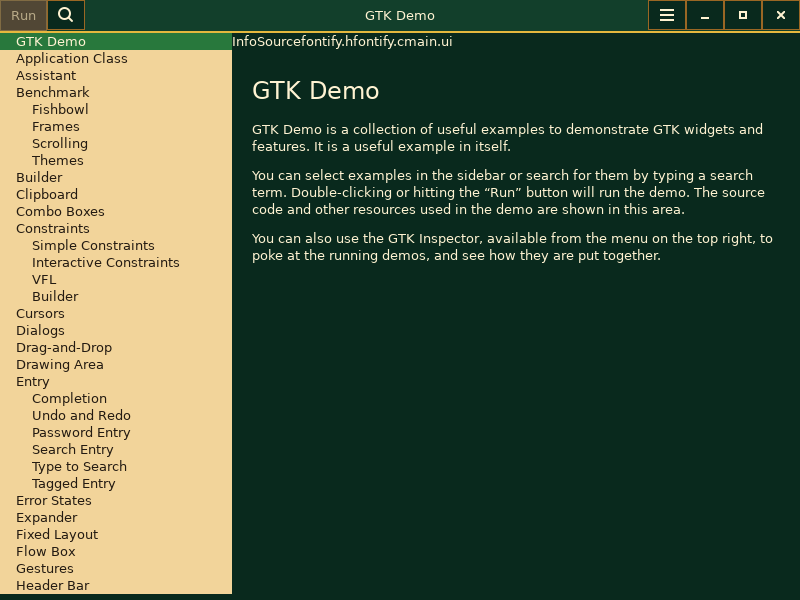 Run
GTK Demo
GTK Demo
Application Class
Assistant
Benchmark
Fishbowl
Frames
Scrolling
Themes
Builder
Clipboard
Combo Boxes
Constraints
Simple Constraints
Interactive Constraints
VFL
Builder
Cursors
Dialogs
Drag-and-Drop
Drawing Area
Entry
Completion
Undo and Redo
Password Entry
Search Entry
Type to Search
Tagged Entry
Error States
Expander
Fixed Layout
Flow Box
Gestures
Header Bar
InfoSourcefontify.hfontify.cmain.ui
GTK Demo
GTK Demo is a collection of useful examples to demonstrate GTK widgets and
features. It is a useful example in itself.
You can select examples in the sidebar or search for them by typing a search
term. Double-clicking or hitting the “Run” button will run the demo. The source
code and other resources used in the demo are shown in this area.
You can also use the GTK Inspector, available from the menu on the top right, to
poke at the running demos, and see how they are put together.